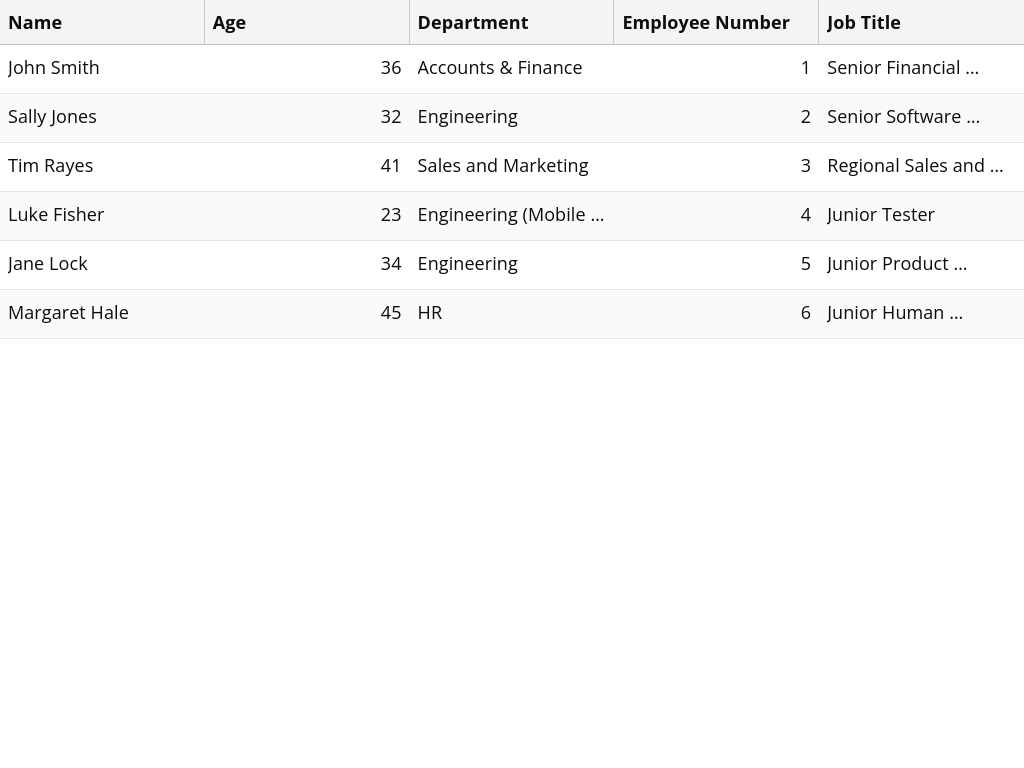 Name Age Department Employee Number Job Title
John Smith 36 Accounts & Finance 1 Senior Financial ...
Sally Jones 32 Engineering 2 Senior Software ...
Tim Rayes 41 Sales and Marketing 3 Regional Sales and ...
Luke Fisher 23 Engineering (Mobile ... 4 Junior Tester
Jane Lock 34 Engineering 5 Junior Product ...
Margaret Hale 45 HR 6 Junior Human ...